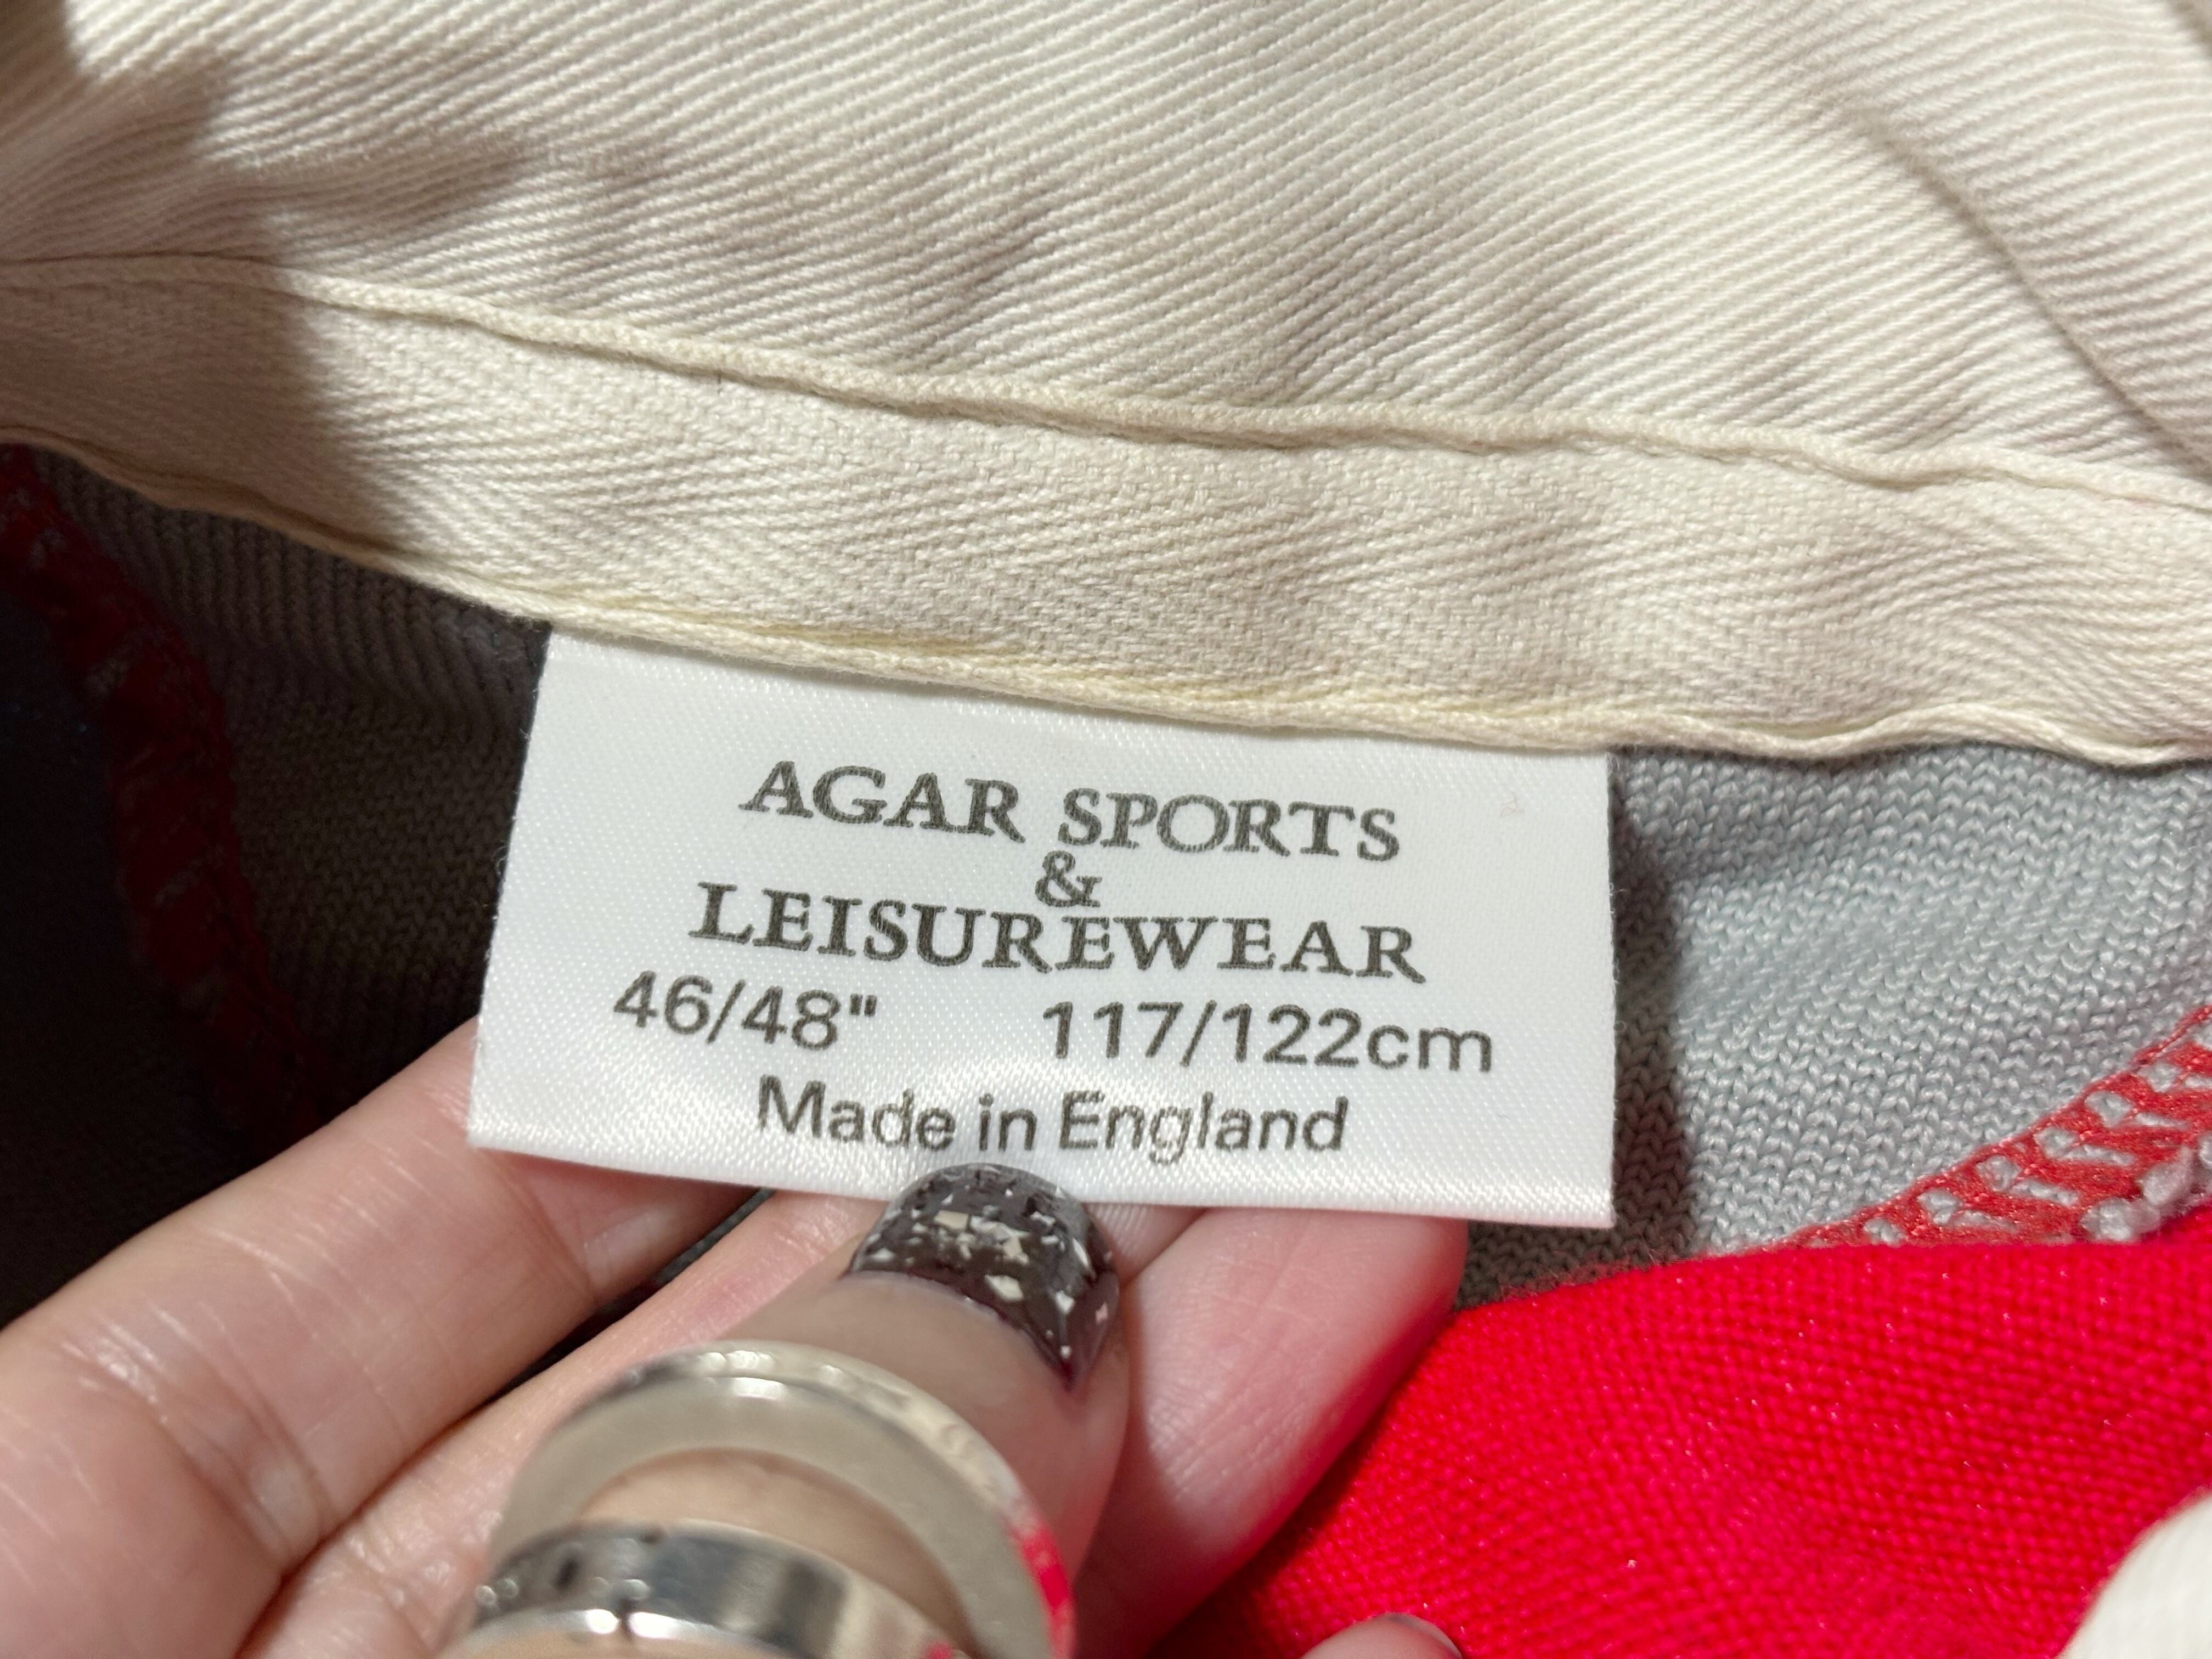 AGAR SPORTS
&
LEISUREWEAR
46/48" 117/122cm
Made in England